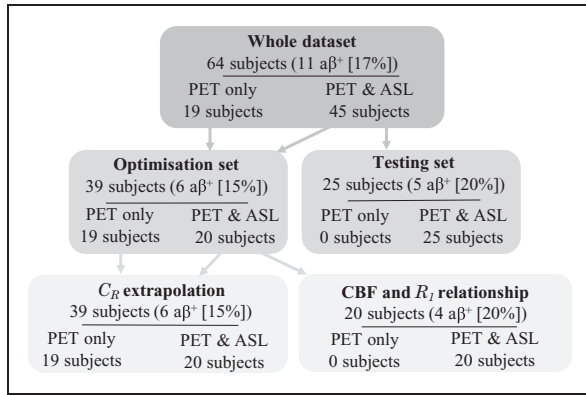 Whole dataset
64 subjects (11 aβ⁺ [17%])
PET only PET & ASL
19 subjects 45 subjects
Optimisation set
39 subjects (6 aβ⁺ [15%])
PET only PET & ASL
19 subjects 20 subjects
Testing set
25 subjects (5 aβ⁺ [20%])
PET only PET & ASL
0 subjects 25 subjects
C_R extrapolation
39 subjects (6 aβ⁺ [15%])
PET only PET & ASL
19 subjects 20 subjects
CBF and R_I relationship
20 subjects (4 aβ⁺ [20%])
PET only PET & ASL
0 subjects 20 subjects